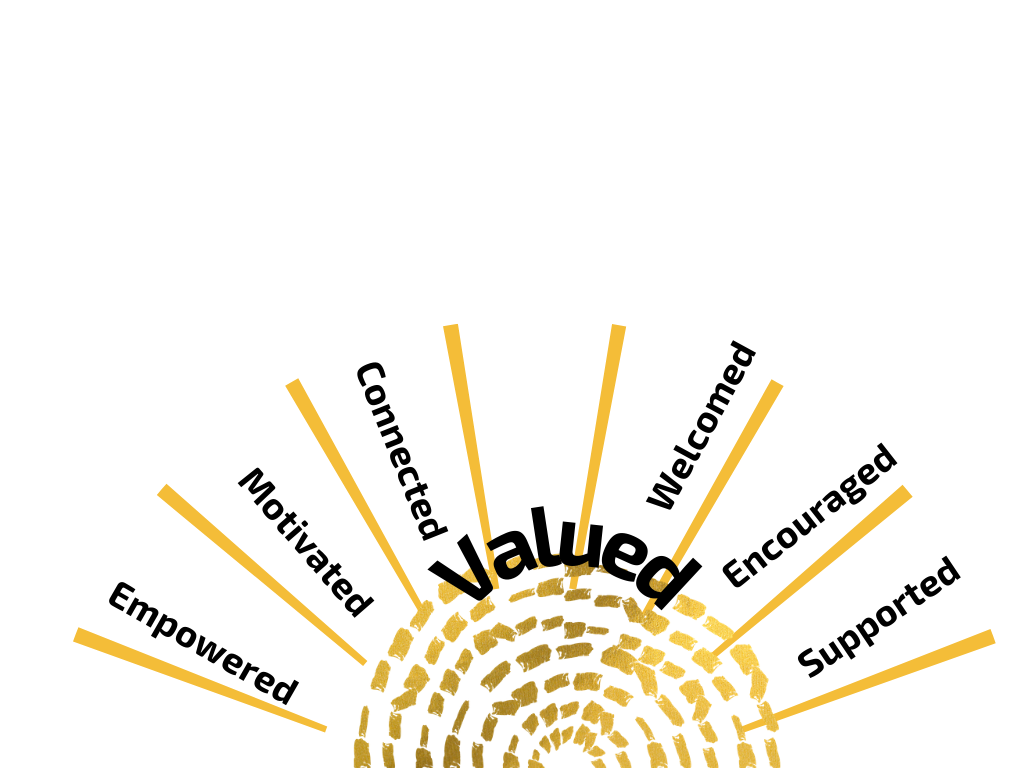 Empowered
Motivated
Connected
Valued
Welcomed
Encouraged
Supported